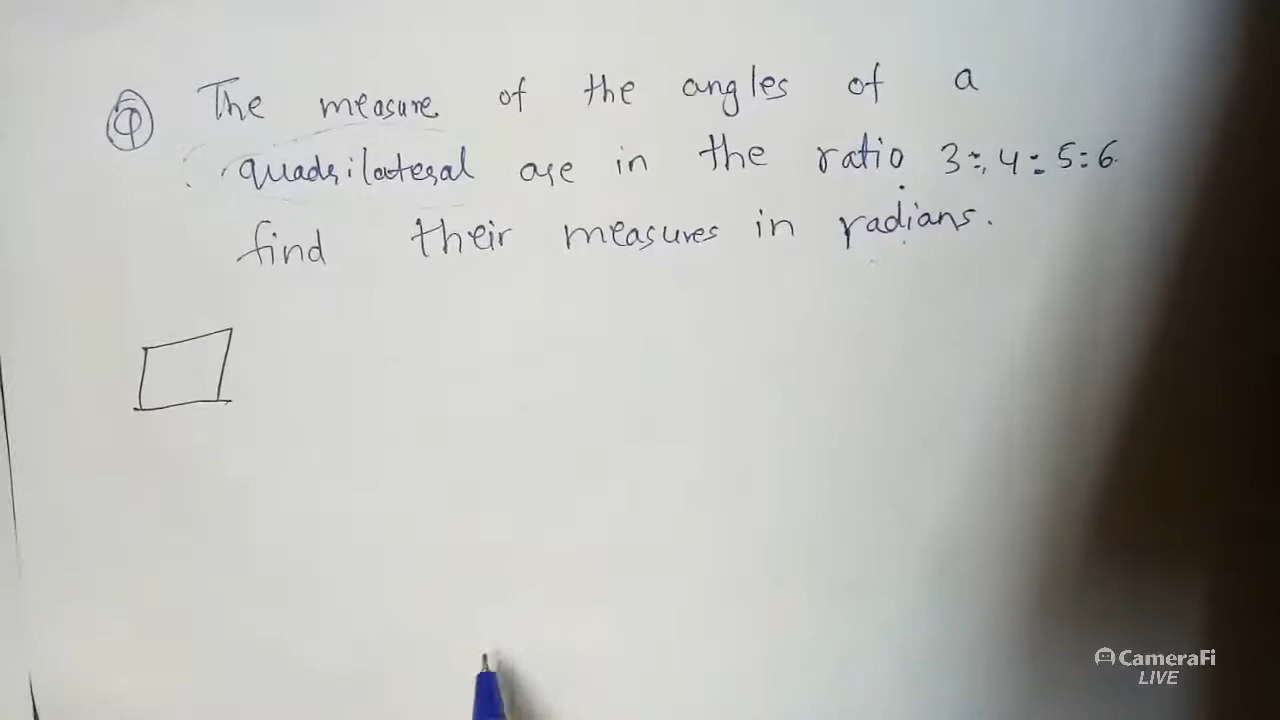 Q The measure of the angles of a
quadrilateral are in the ratio 3:4:5:6
find their measures in radians.
CameraFi
LIVE